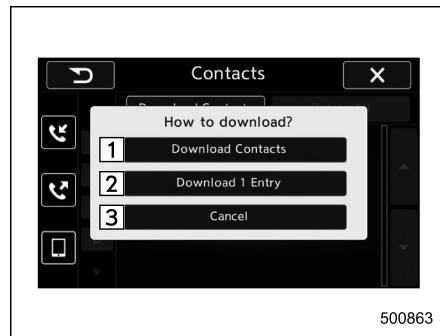 Contacts
X
How to download?
1 Download Contacts
2 Download 1 Entry
3 Cancel
500863